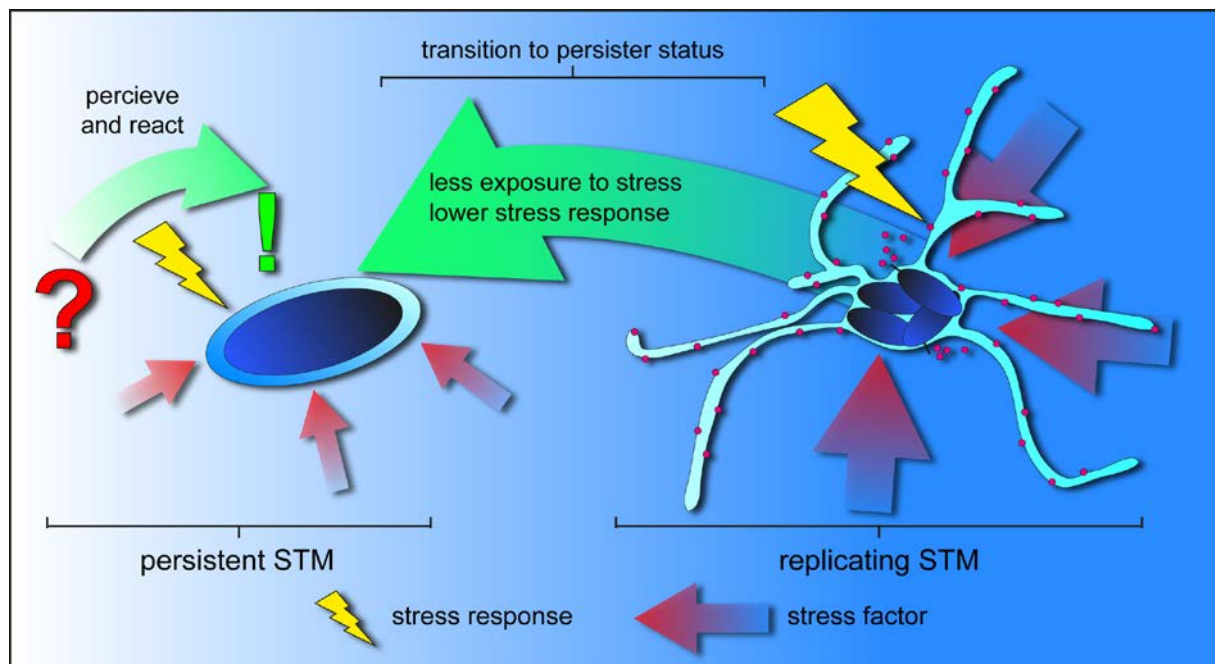 transition to persister status
percieve
and react
less exposure to stress
lower stress response
!
?
persistent STM
replicating STM
stress response
stress factor